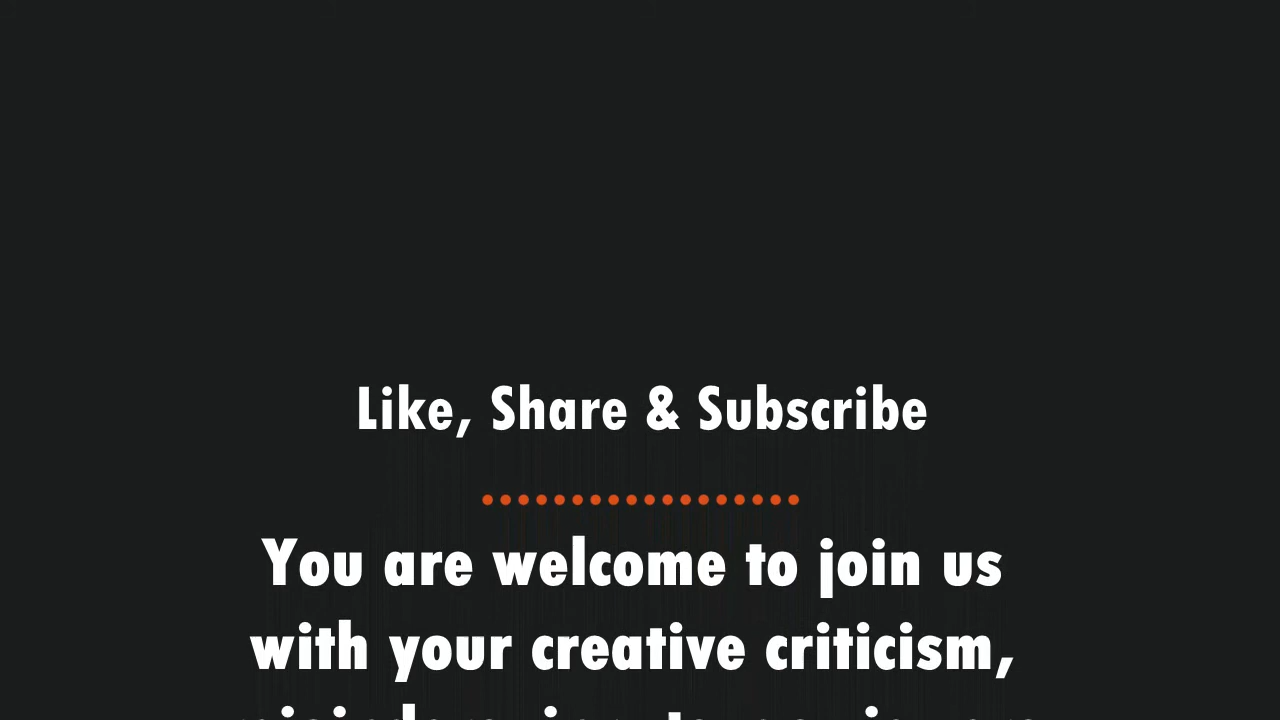 Like, Share & Subscribe
You are welcome to join us
with your creative criticism,